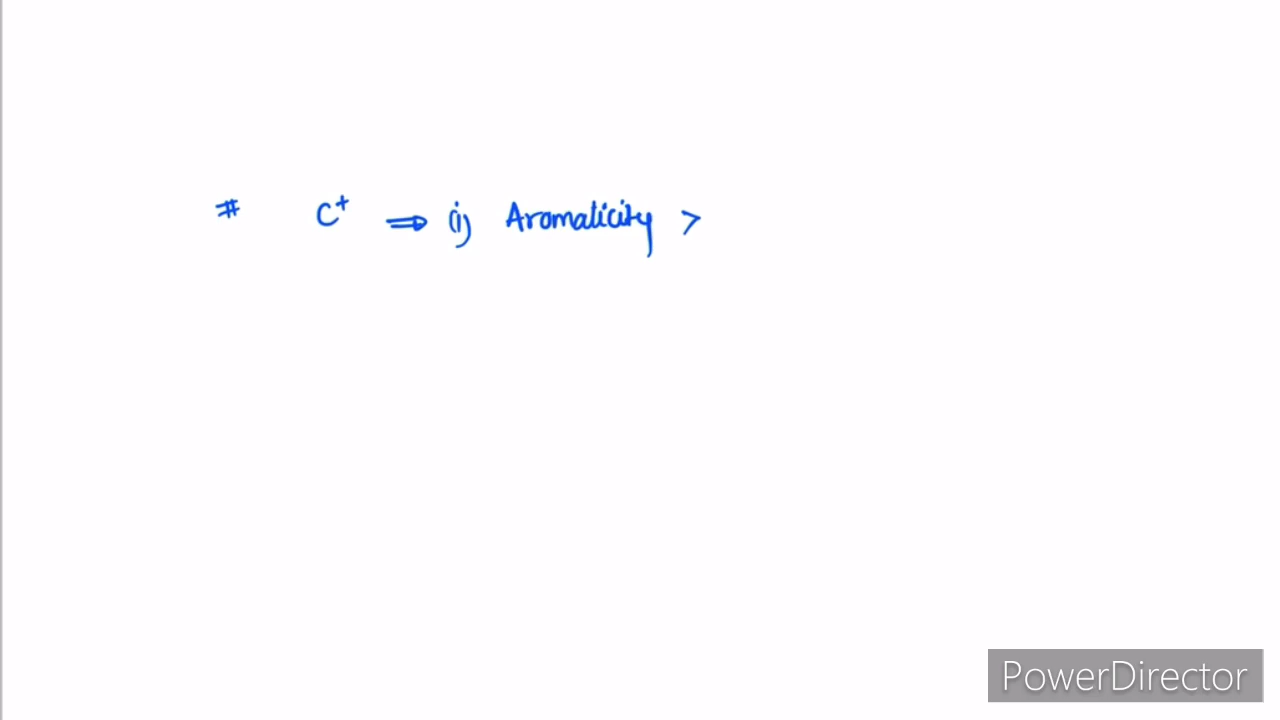 # C⁺ ⇒ (i) Aromaticity >
PowerDirector